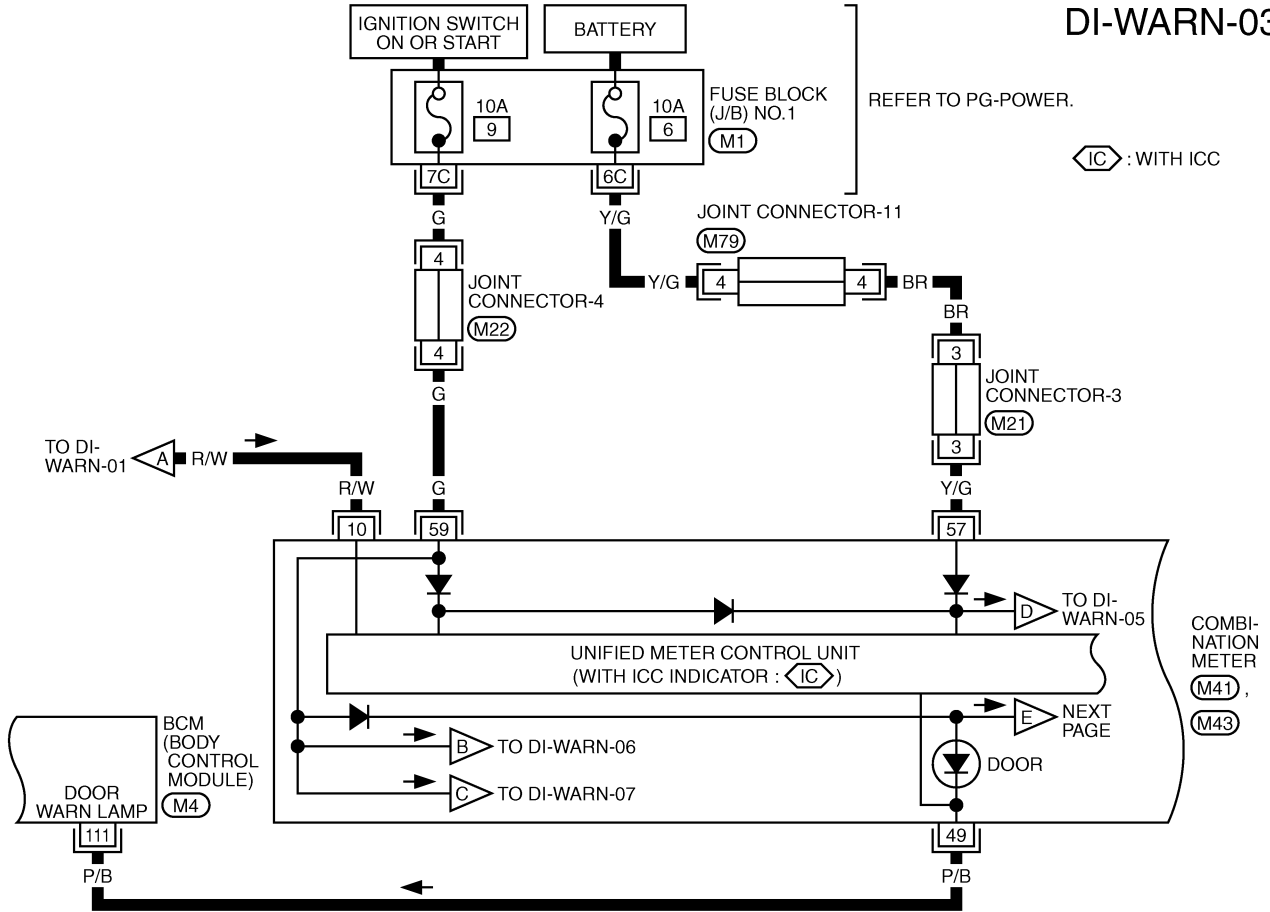 DI-WARN-03
IGNITION SWITCH
ON OR START
BATTERY
10A
9
10A
6
FUSE BLOCK
(J/B) NO.1
M1
REFER TO PG-POWER.
IC : WITH ICC
7C
6C
G
Y/G
JOINT CONNECTOR-11
M79
4
JOINT
CONNECTOR-4
M22
4
Y/G
4
4
BR
BR
3
JOINT
CONNECTOR-3
M21
3
G
TO DI-
WARN-01
A
R/W
R/W
G
Y/G
10
59
57
D
TO DI-
WARN-05
UNIFIED METER CONTROL UNIT
(WITH ICC INDICATOR : IC )
COMBI-
NATION
METER
M41 ,
M43
E
NEXT
PAGE
B
TO DI-WARN-06
C
TO DI-WARN-07
DOOR
BCM
(BODY
CONTROL
MODULE)
M4
DOOR
WARN LAMP
111
49
P/B
P/B